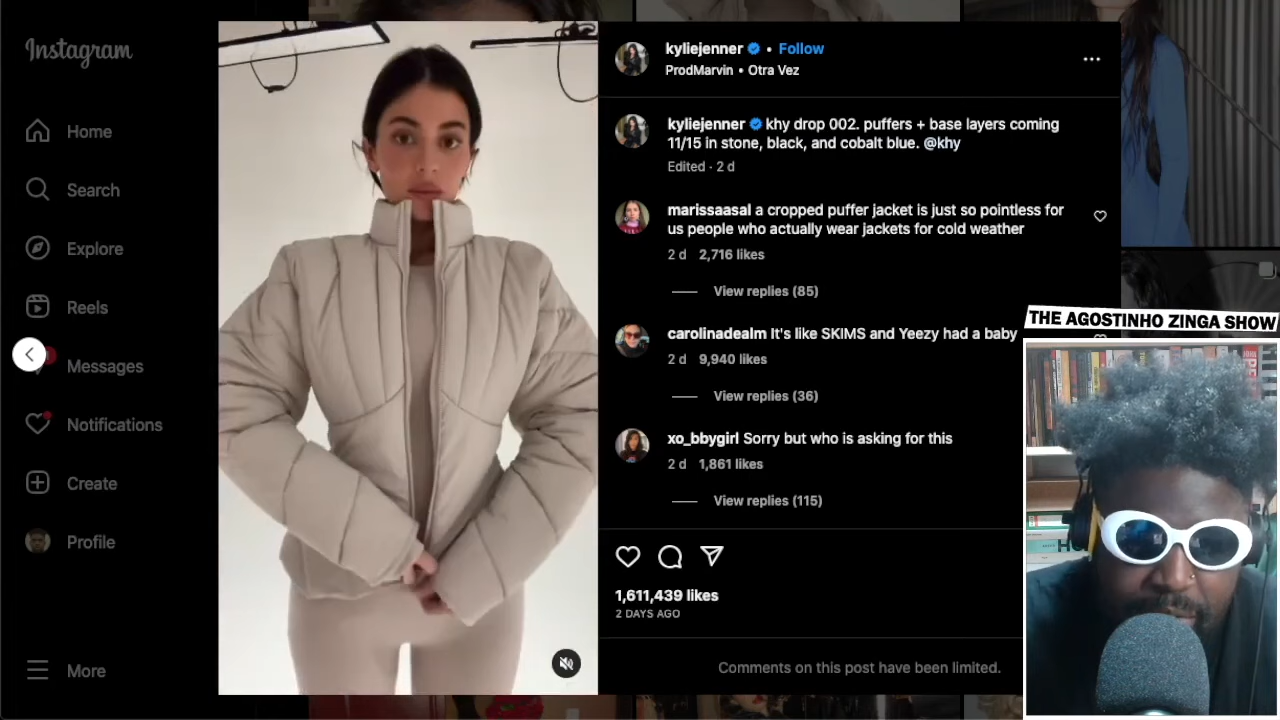 Instagram
Home
Search
Explore
Reels
Messages
Notifications
Create
Profile
More
kyliejenner • Follow
ProdMarvin • Otra Vez
kyliejenner khy drop 002. puffers + base layers coming
11/15 in stone, black, and cobalt blue. @khy
Edited · 2 d
marissaasal a cropped puffer jacket is just so pointless for
us people who actually wear jackets for cold weather
2 d 2,716 likes
View replies (85)
carolinadealm It's like SKIMS and Yeezy had a baby
2 d 9,940 likes
View replies (36)
xo_bbygirl Sorry but who is asking for this
2 d 1,861 likes
View replies (115)
1,611,439 likes
2 DAYS AGO
Comments on this post have been limited.
THE AGOSTINHO ZINGA SHOW